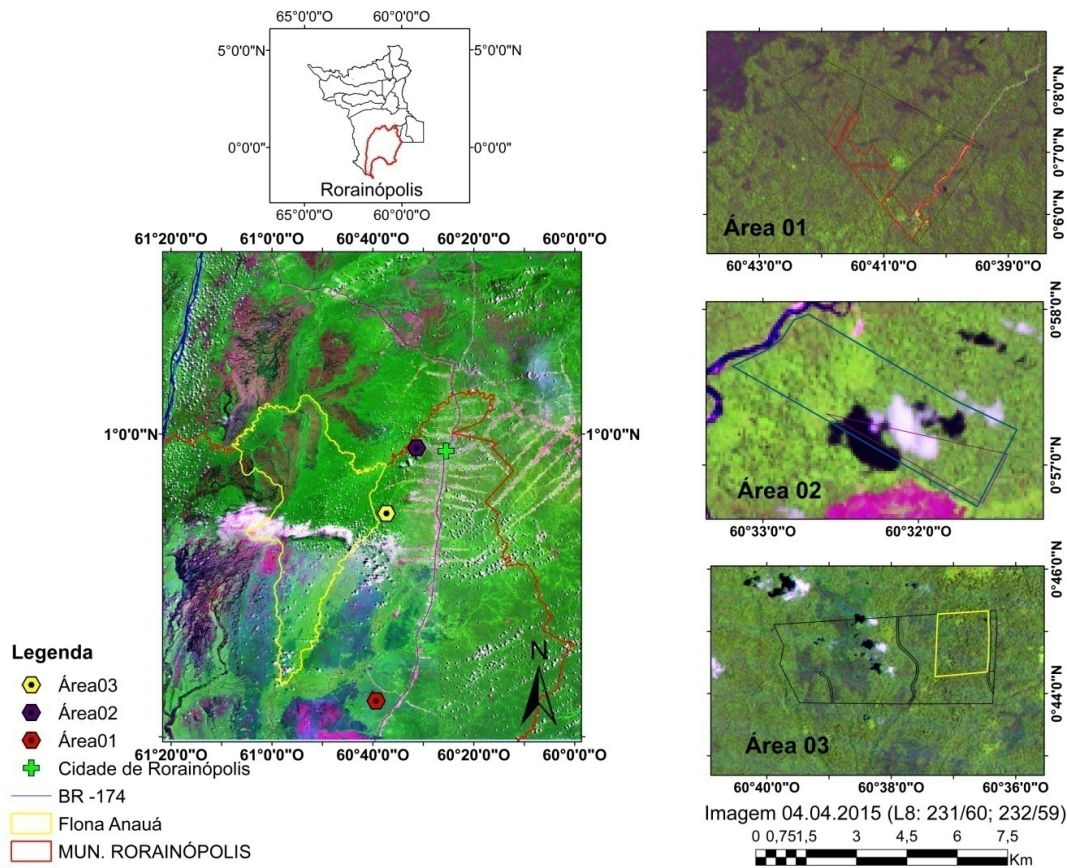 65°0'0"O 60°0'0"O
5°0'0"N 5°0'0"N
0°0'0" 0°0'0"N
Rorainópolis
65°0'0"O 60°0'0"O
61°20'0"O 61°0'0"O 60°40'0"O 60°20'0"O 60°0'0"O
1°0'0"N 1°0'0"N
N
61°20'0"O 61°0'0"O 60°40'0"O 60°20'0"O 60°0'0"O
Legenda
Área03
Área02
Área01
Cidade de Rorainópolis
BR -174
Flona Anauá
MUN. RORAINÓPOLIS
0°8'0"N
0°7'0"N
0°6'0"N
Área 01
60°43'0"O 60°41'0"O 60°39'0"O
0°58'0"N
0°57'0"N
Área 02
60°33'0"O 60°32'0"O
0°46'0"N
0°44'0"N
Área 03
60°40'0"O 60°38'0"O 60°36'0"O
Imagem 04.04.2015 (L8: 231/60; 232/59)
0 0,751,5 3 4,5 6 7,5
Km